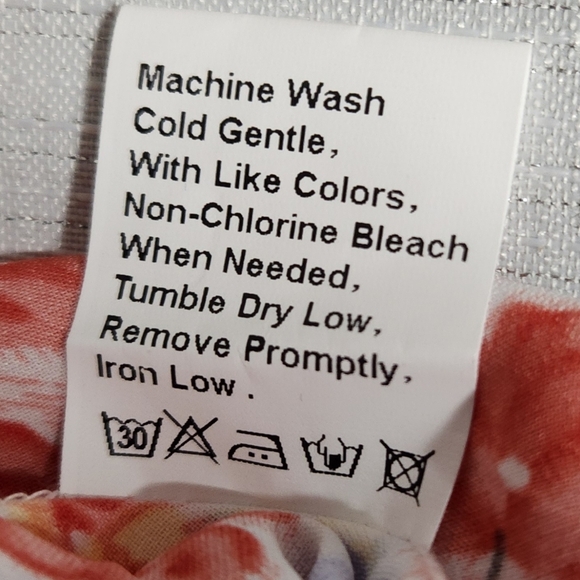 Machine Wash
Cold Gentle,
With Like Colors,
Non-Chlorine Bleach
When Needed,
Tumble Dry Low,
Remove Promptly,
Iron Low .
30